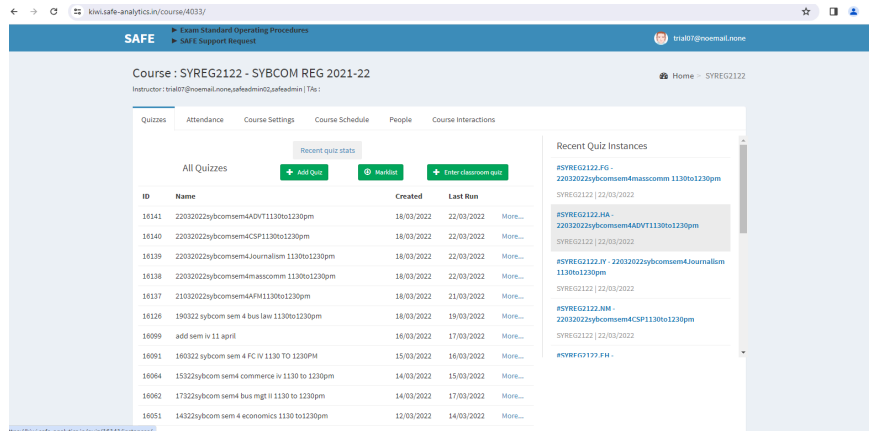 kiwi.safe-analytics.in/course/4033/
SAFE
► Exam Standard Operating Procedures
► SAFE Support Request
trial07@noemail.none
Course : SYREG2122 - SYBCOM REG 2021-22
Instructor : trial07@noemail.none,safeadmin02,safeadmin | TAs :
Home > SYREG2122
Quizzes Attendance Course Settings Course Schedule People Course Interactions
Recent quiz stats
All Quizzes
+ Add Quiz
Marklist
+ Enter classroom quiz
ID Name Created Last Run
16141 22032022sybcomsem4ADVT1130to1230pm 18/03/2022 22/03/2022 More...
16140 22032022sybcomsem4CSP1130to1230pm 18/03/2022 22/03/2022 More...
16139 22032022sybcomsem4Journalism 1130to1230pm 18/03/2022 22/03/2022 More...
16138 22032022sybcomsem4masscomm 1130to1230pm 18/03/2022 22/03/2022 More...
16137 21032022sybcomsem4AFM1130to1230pm 18/03/2022 21/03/2022 More...
16126 190322 sybcom sem 4 bus law 1130to1230pm 18/03/2022 19/03/2022 More...
16099 add sem iv 11 april 16/03/2022 17/03/2022 More...
16091 160322 sybcom sem 4 FC IV 1130 TO 1230PM 15/03/2022 16/03/2022 More...
16064 15322sybcom sem4 commerce iv 1130 to 1230pm 14/03/2022 15/03/2022 More...
16062 17322sybcom sem4 bus mgt II 1130 to 1230pm 14/03/2022 17/03/2022 More...
16051 14322sybcom sem 4 economics 1130 to1230pm 12/03/2022 14/03/2022 More...
Recent Quiz Instances
#SYREG2122.FG -
22032022sybcomsem4masscomm 1130to1230pm
SYREG2122 | 22/03/2022
#SYREG2122.HA -
22032022sybcomsem4ADVT1130to1230pm
SYREG2122 | 22/03/2022
#SYREG2122.IY - 22032022sybcomsem4Journalism
1130to1230pm
SYREG2122 | 22/03/2022
#SYREG2122.NM -
22032022sybcomsem4CSP1130to1230pm
SYREG2122 | 22/03/2022
#SYREG2122.EH -